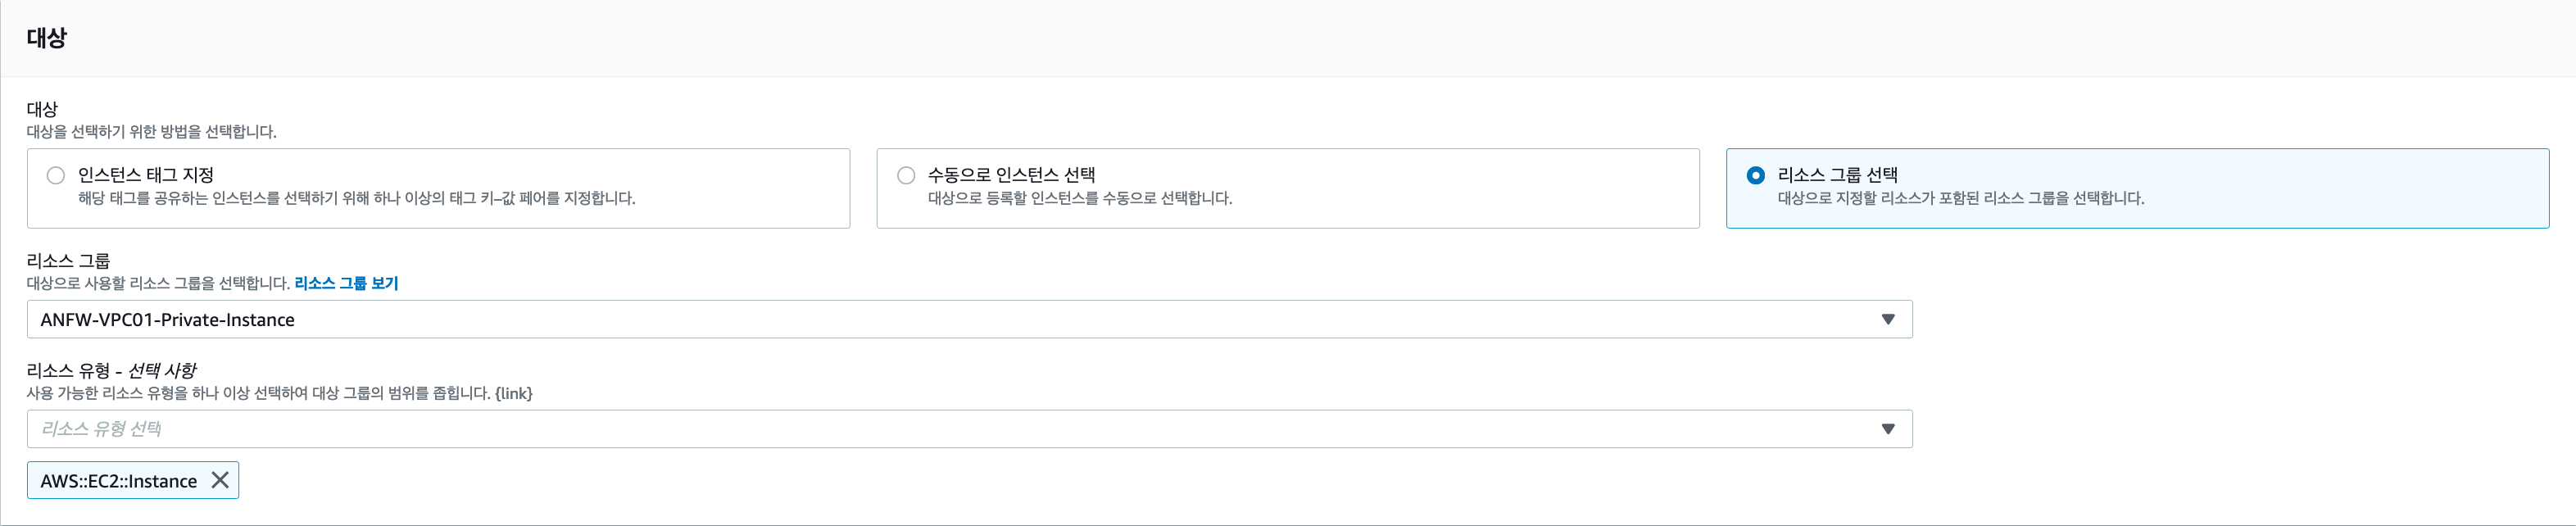 대상
대상
대상을 선택하기 위한 방법을 선택합니다.
인스턴스 태그 지정
해당 태그를 공유하는 인스턴스를 선택하기 위해 하나 이상의 태그 키–값 페어를 지정합니다.
수동으로 인스턴스 선택
대상으로 등록할 인스턴스를 수동으로 선택합니다.
리소스 그룹 선택
대상으로 지정할 리소스가 포함된 리소스 그룹을 선택합니다.
리소스 그룹
대상으로 사용할 리소스 그룹을 선택합니다. 리소스 그룹 보기
ANFW-VPC01-Private-Instance
리소스 유형 - 선택 사항
사용 가능한 리소스 유형을 하나 이상 선택하여 대상 그룹의 범위를 좁힙니다. {link}
리소스 유형 선택
AWS::EC2::Instance